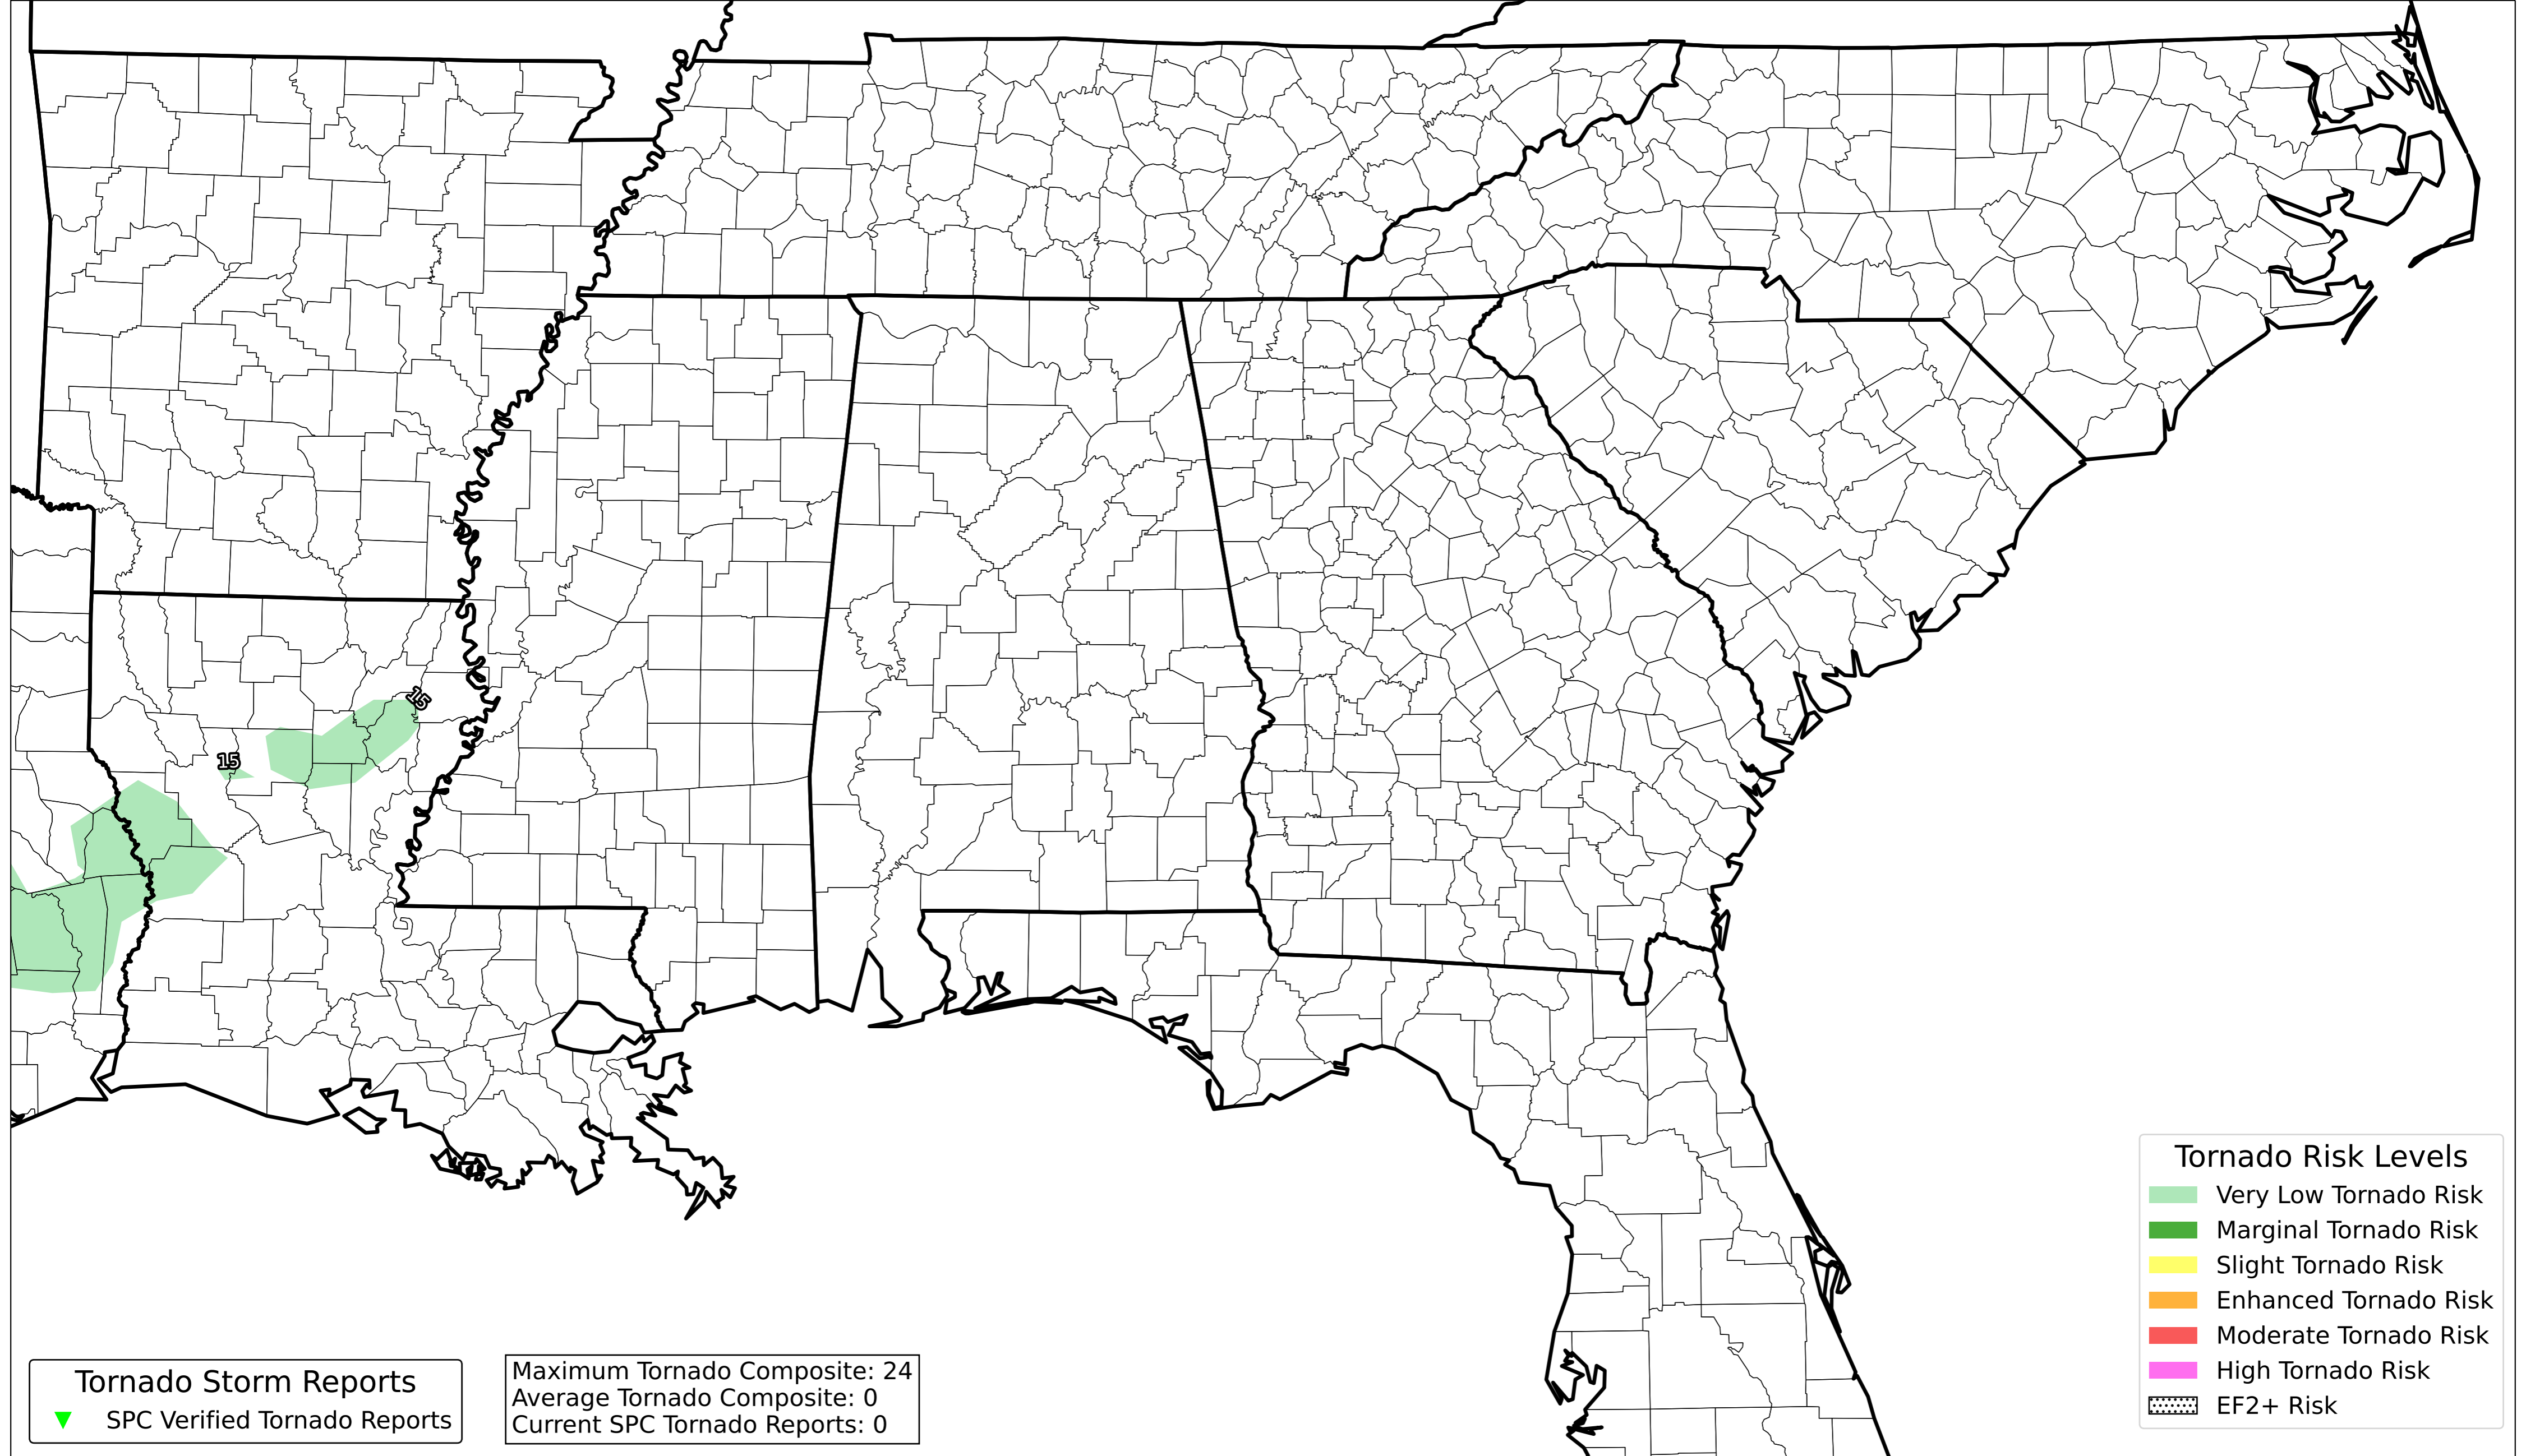 15
15
Tornado Risk Levels
Very Low Tornado Risk
Marginal Tornado Risk
Slight Tornado Risk
Enhanced Tornado Risk
Moderate Tornado Risk
High Tornado Risk
EF2+ Risk
Tornado Storm Reports
SPC Verified Tornado Reports
Maximum Tornado Composite: 24
Average Tornado Composite: 0
Current SPC Tornado Reports: 0